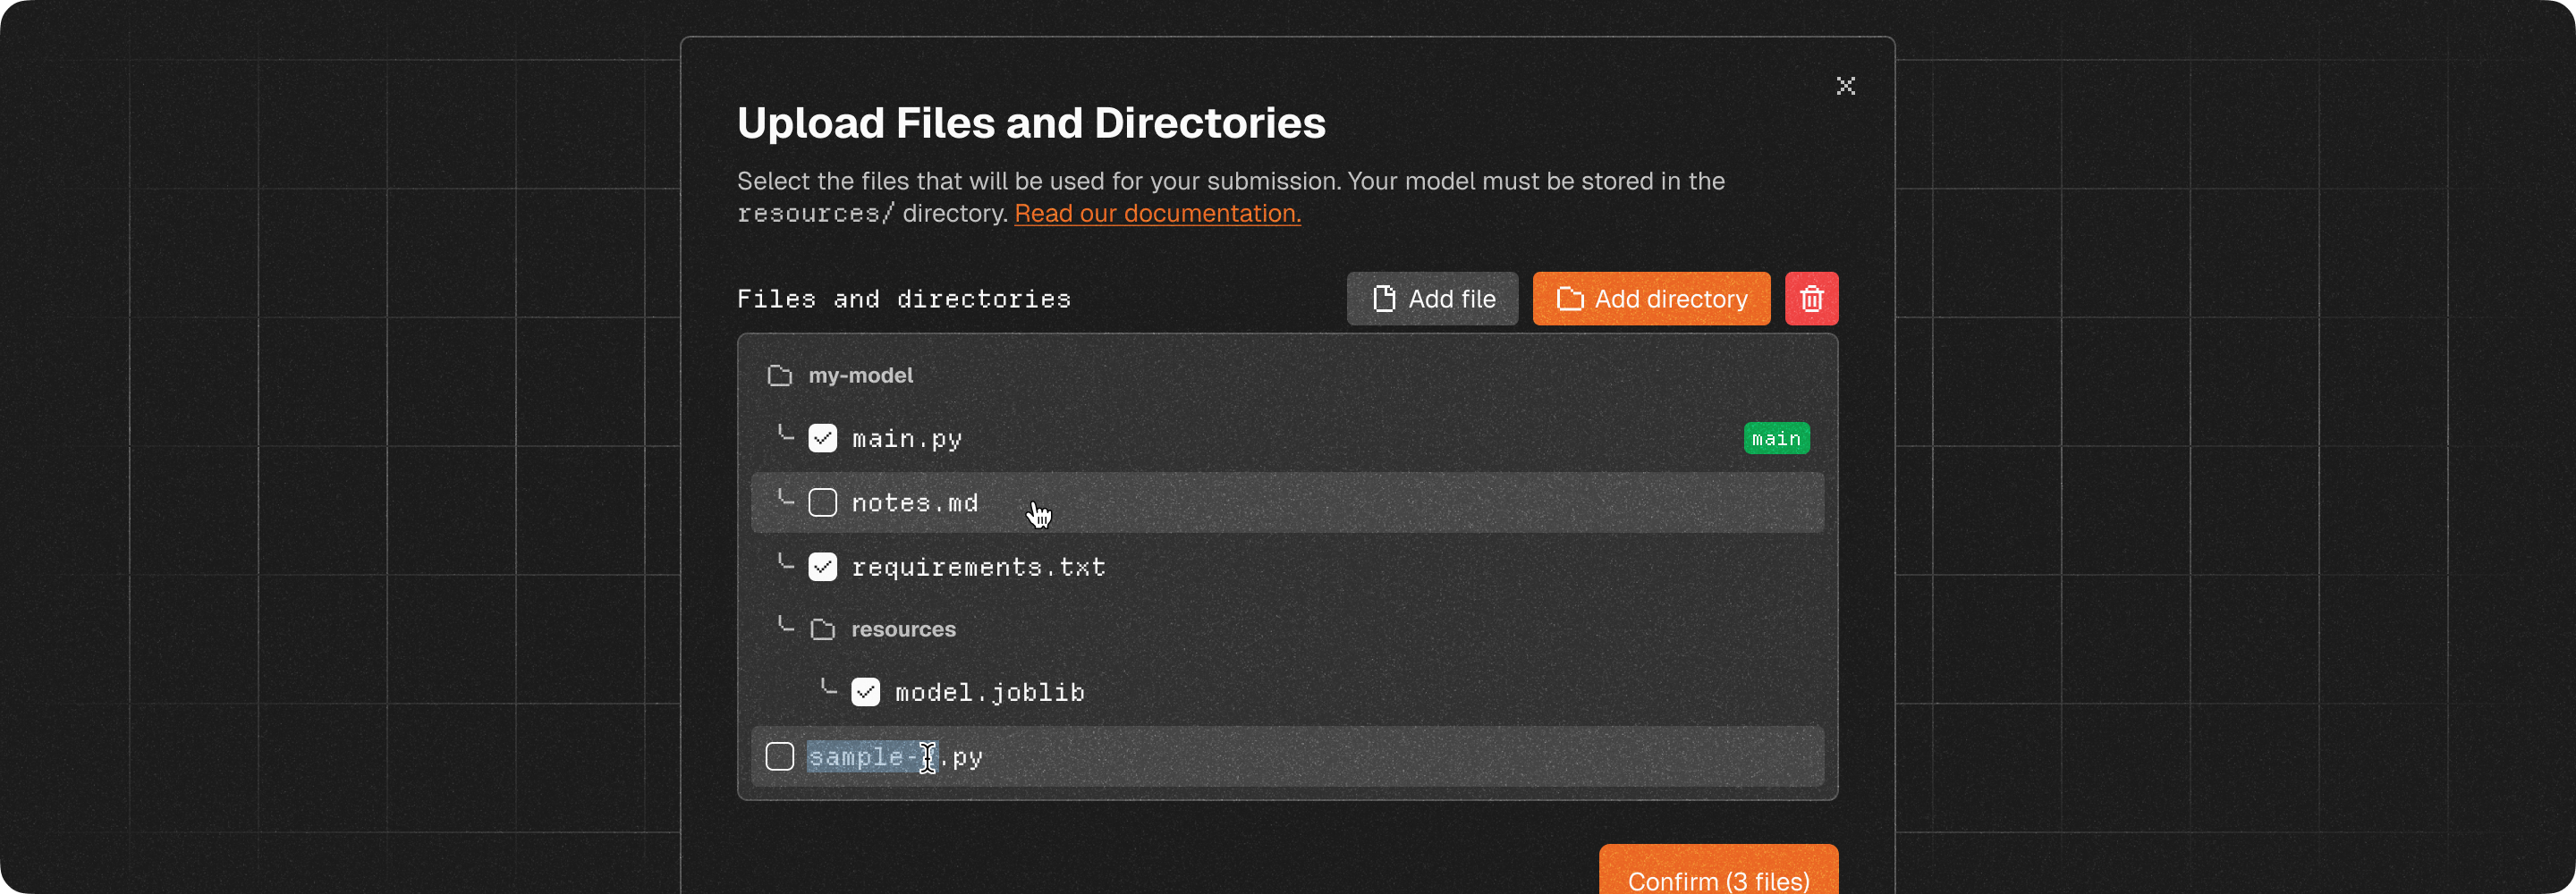 Upload Files and Directories
Select the files that will be used for your submission. Your model must be stored in the
resources/ directory. Read our documentation.
Files and directories
Add file
Add directory
my-model
main.py
main
notes.md
requirements.txt
resources
model.joblib
.py
Confirm (3 files)